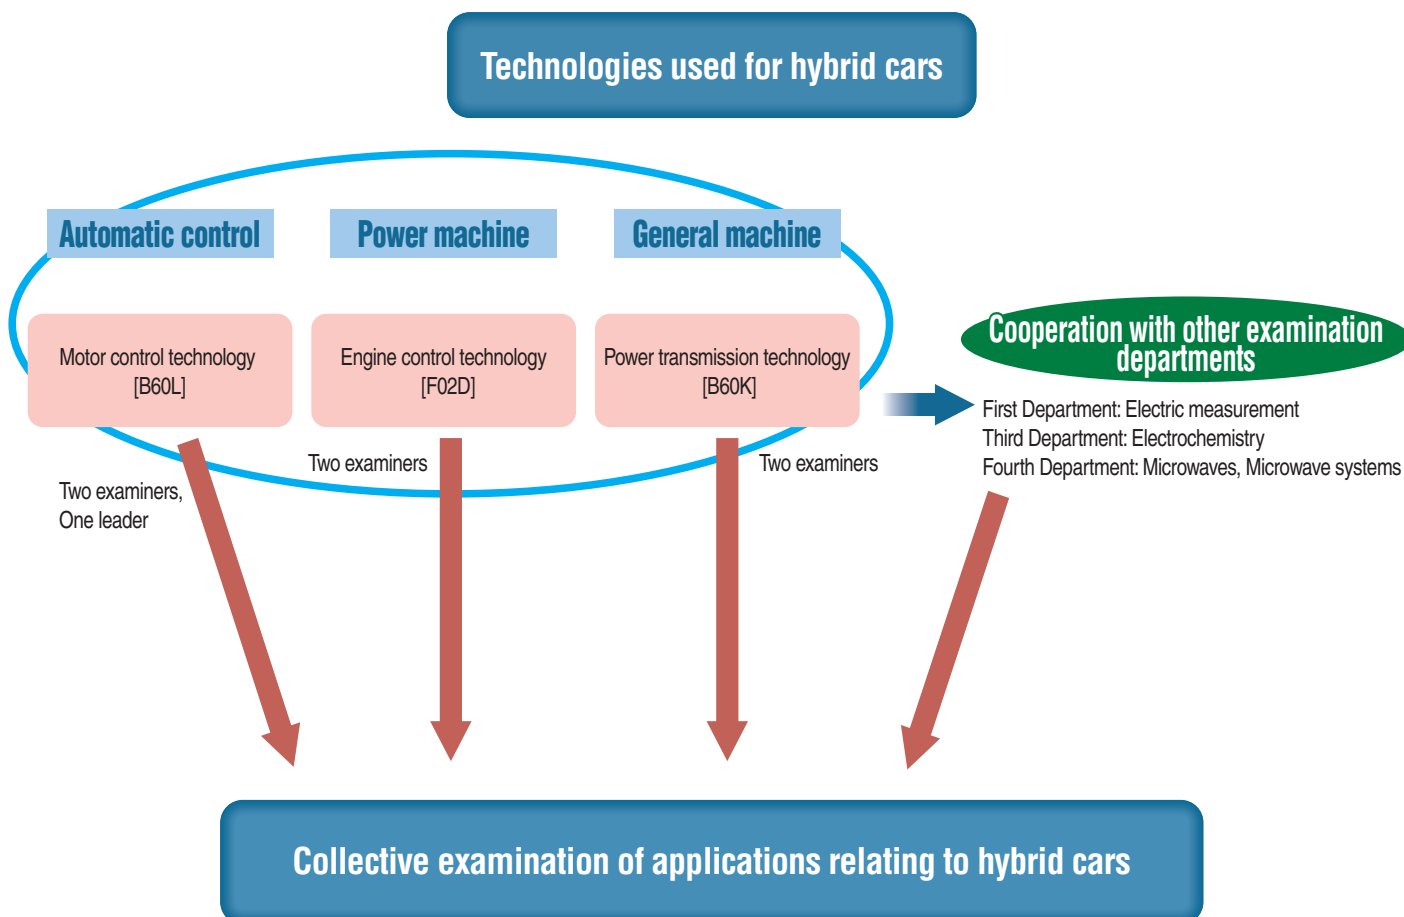 Technologies used for hybrid cars
Automatic control
Power machine
General machine
Motor control technology
[B60L]
Engine control technology
[F02D]
Power transmission technology
[B60K]
Cooperation with other examination
departments
First Department: Electric measurement
Third Department: Electrochemistry
Fourth Department: Microwaves, Microwave systems
Two examiners,
One leader
Two examiners
Two examiners
Collective examination of applications relating to hybrid cars